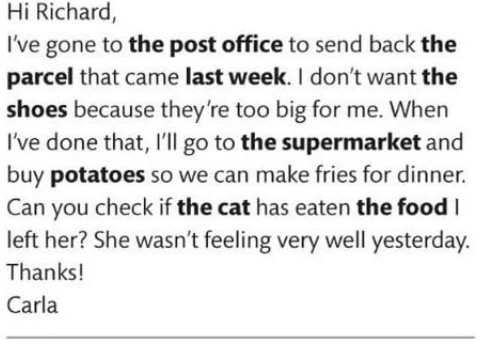 Hi Richard,
I've gone to the post office to send back the
parcel that came last week. I don't want the
shoes because they're too big for me. When
I've done that, I'll go to the supermarket and
buy potatoes so we can make fries for dinner.
Can you check if the cat has eaten the food I
left her? She wasn't feeling very well yesterday.
Thanks!
Carla